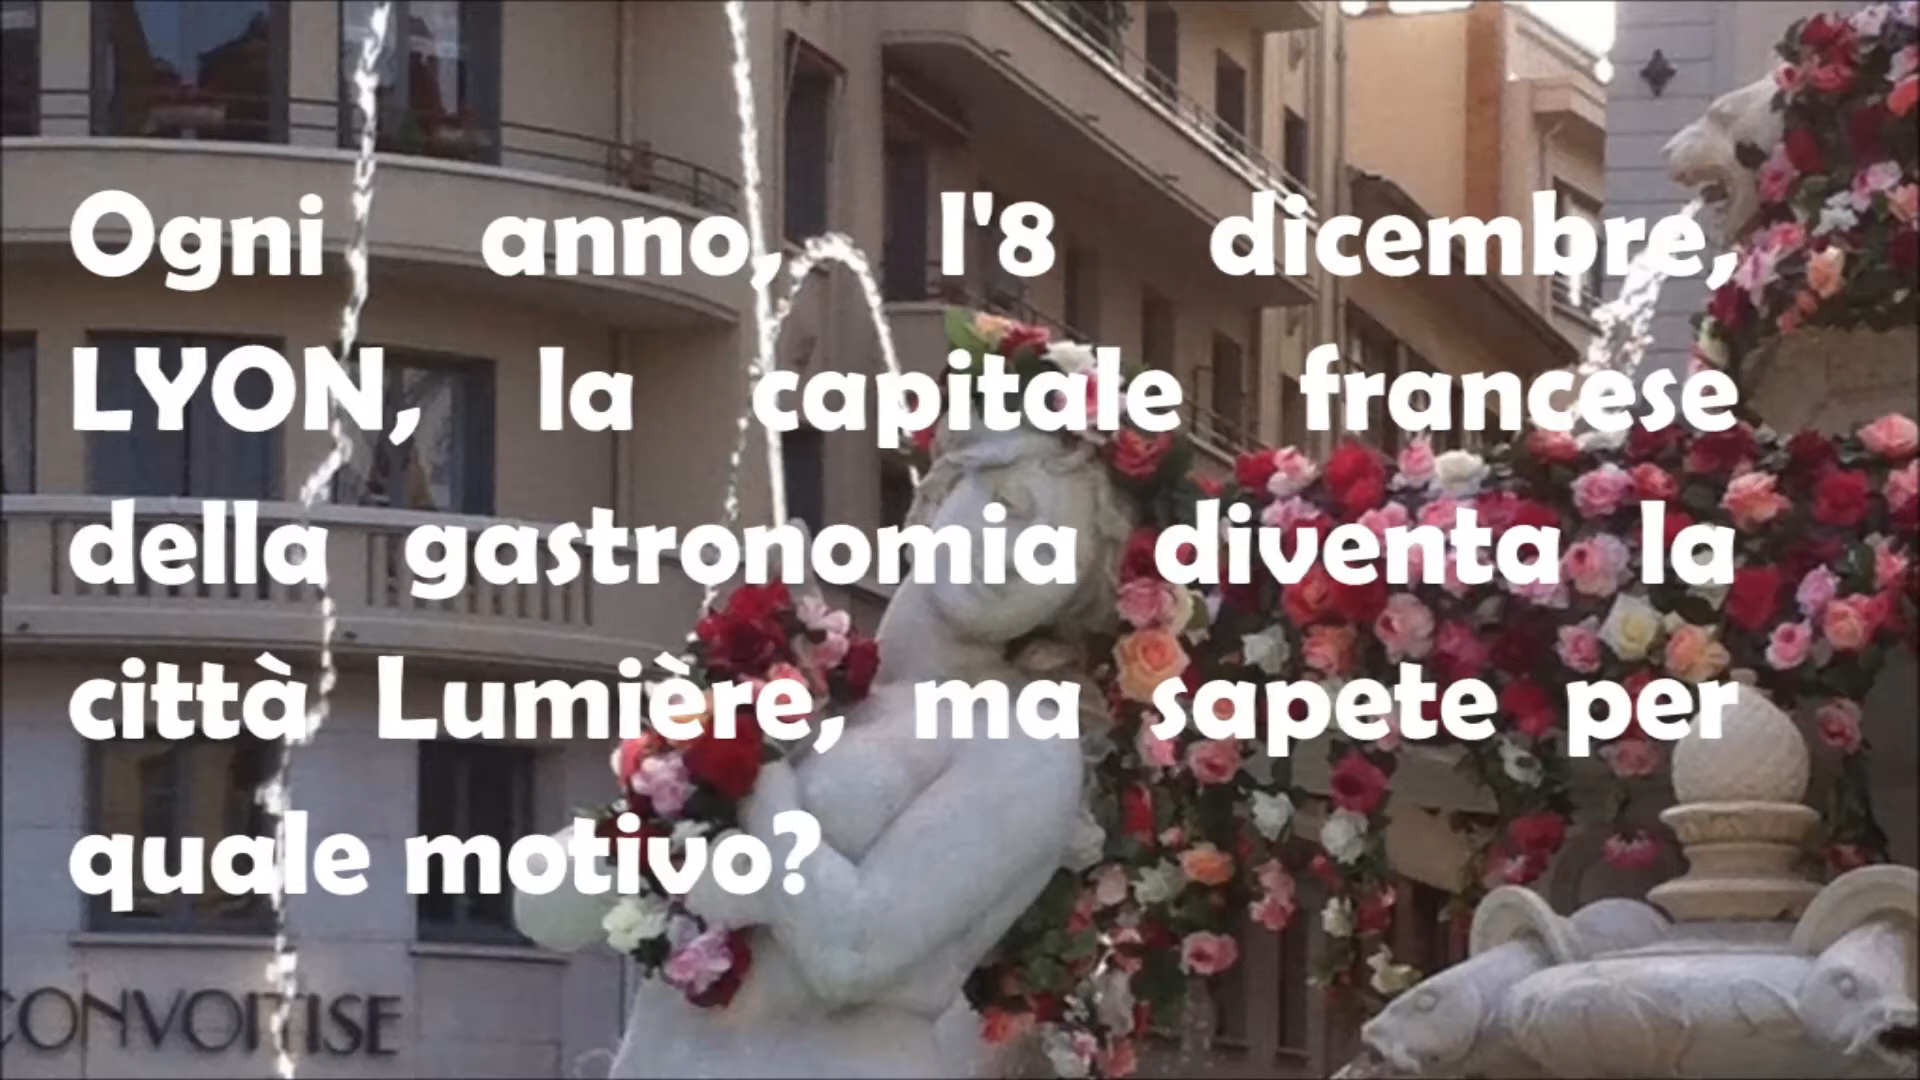 Ogni anno, l'8 dicembre,
LYON, la capitale francese
della gastronomia diventa la
città Lumière, ma sapete per
quale motivo?
CONVOITISE